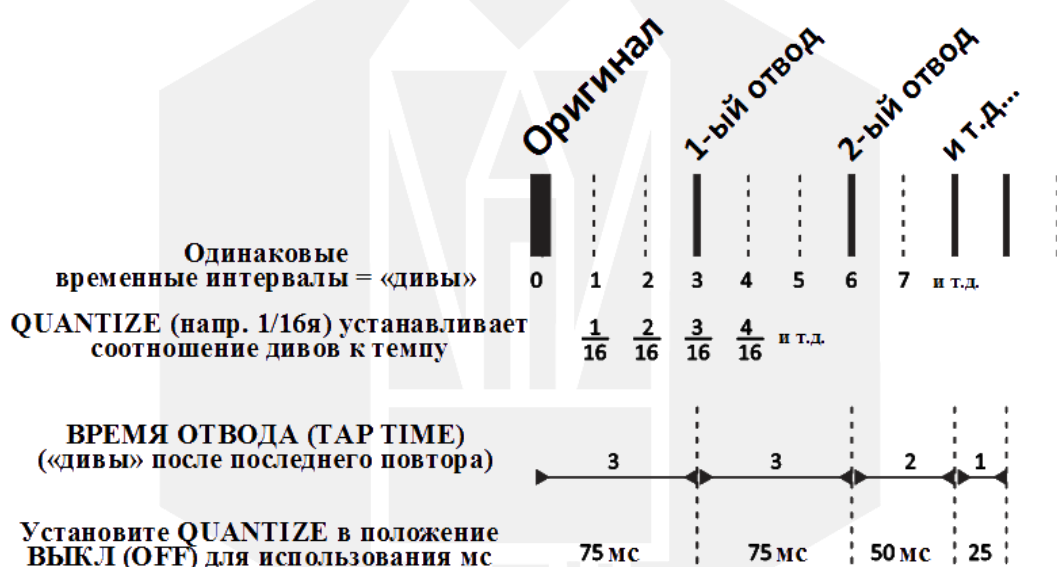 Оригинал
1-ый отвод
2-ый отвод
и т.д...
Одинаковые
временные интервалы = «дивы»
0 1 2 3 4 5 6 7 и т.д.
QUANTIZE (напр. 1/16я) устанавливает
соотношение дивов к темпу
1/16 2/16 3/16 4/16 и т.д.
ВРЕМЯ ОТВОДА (TAP TIME)
(«дивы» после последнего повтора)
3 3 2 1
Установите QUANTIZE в положение
ВЫКЛ (OFF) для использования мс
75 мс 75 мс 50 мс 25